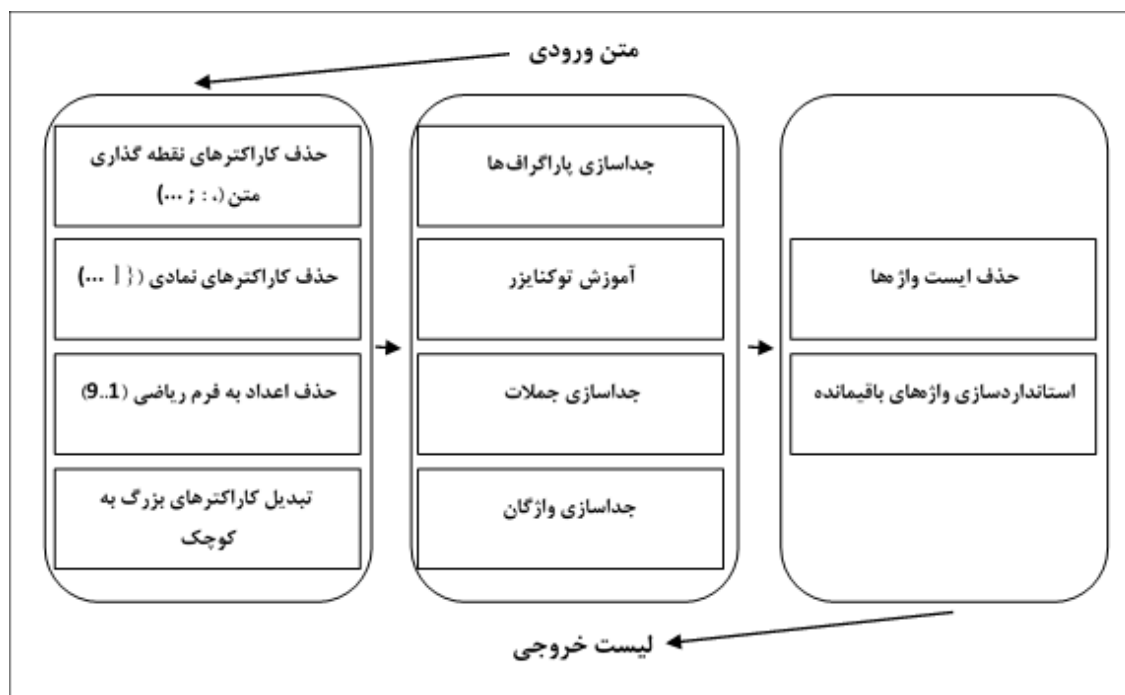 متن ورودی
حذف کاراکترهای نقطه گذاری
متن (. : ; ...)
حذف کاراکترهای نمادی ( { [ ...)
حذف اعداد به فرم ریاضی (1..9)
تبدیل کاراکترهای بزرگ به
کوچک
جداسازی پاراگراف‌ها
آموزش توکنایزر
جداسازی جملات
جداسازی واژگان
حذف ایست واژه‌ها
استانداردسازی واژه‌های باقیمانده
لیست خروجی